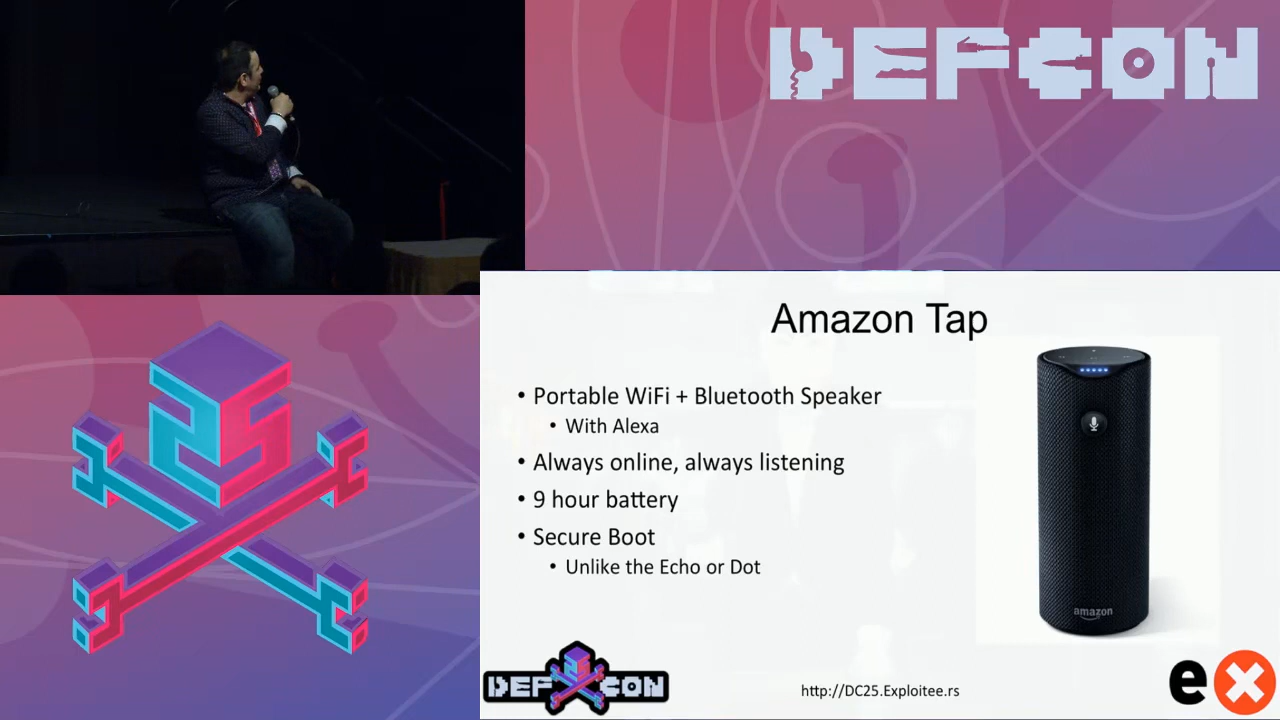 DEFCON
Amazon Tap
• Portable WiFi + Bluetooth Speaker
• With Alexa
• Always online, always listening
• 9 hour battery
• Secure Boot
• Unlike the Echo or Dot
amazon
DEF CON
http://DC25.Exploitee.rs
eX